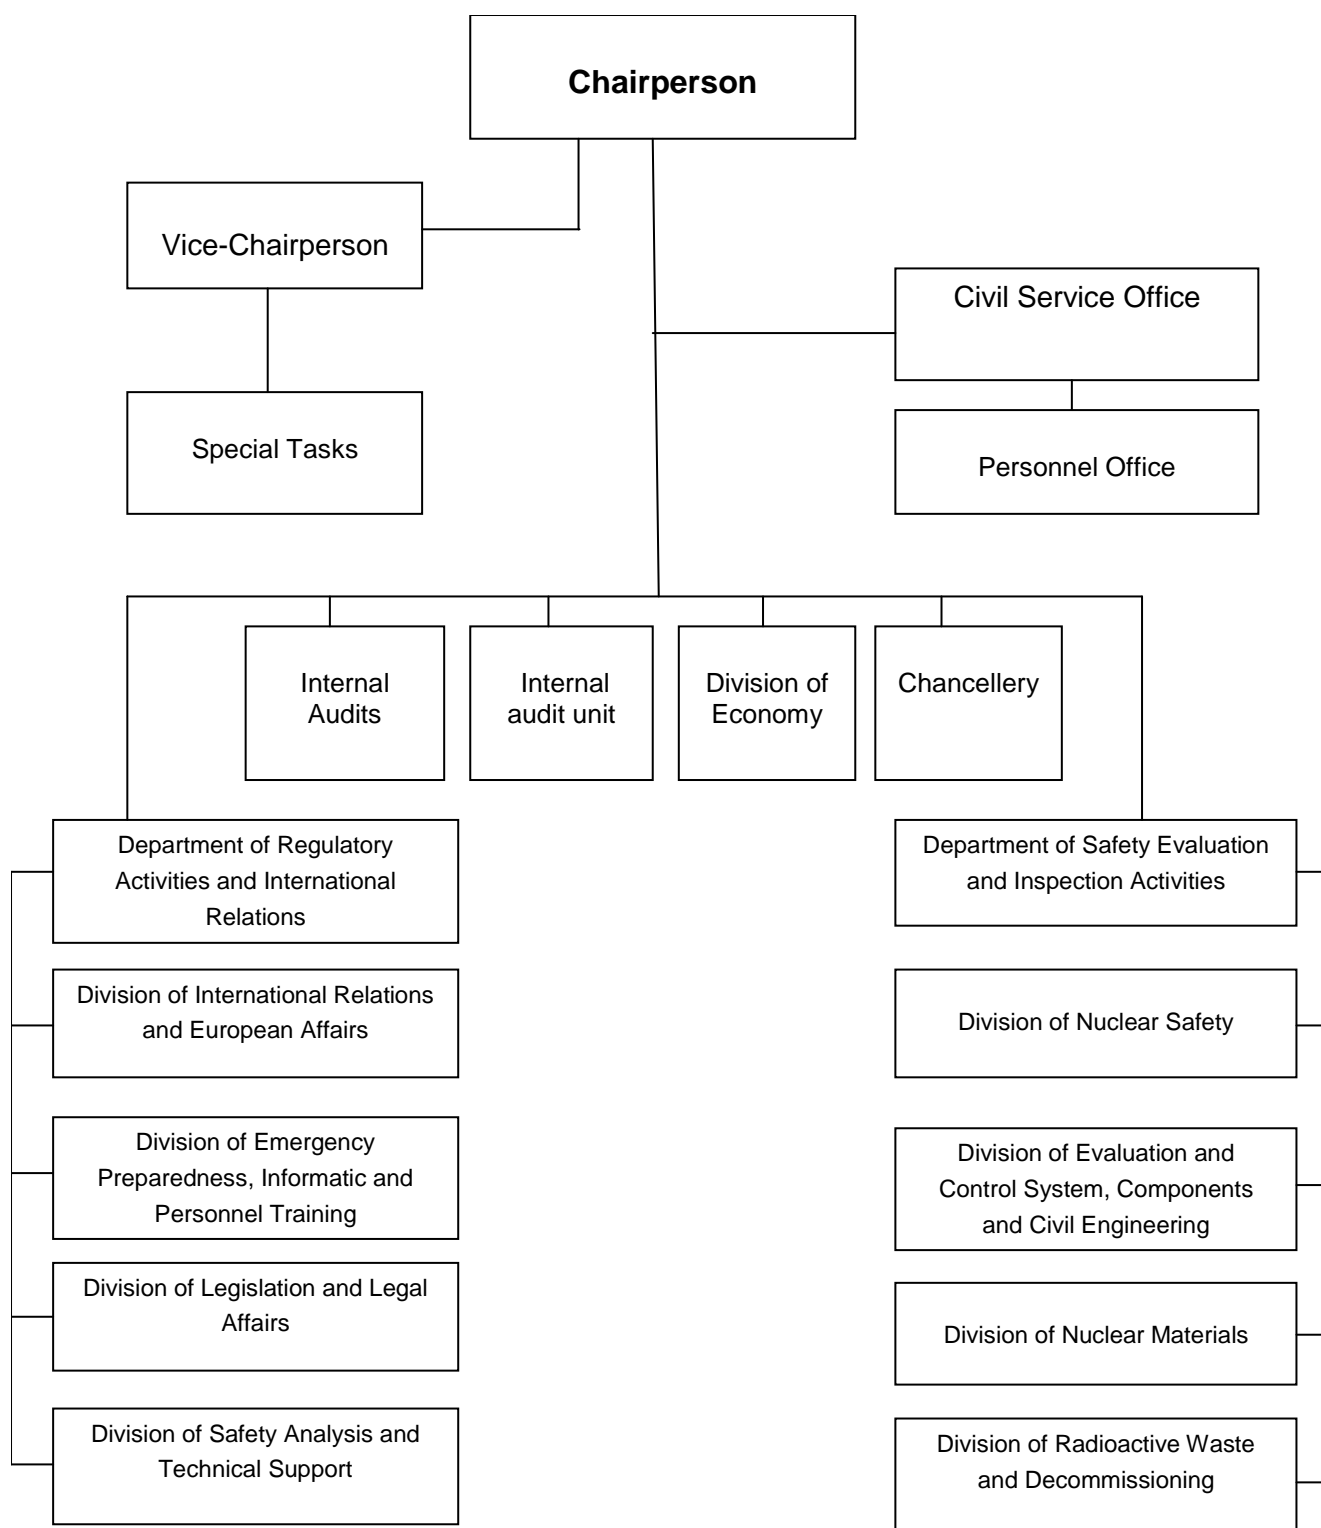 Chairperson
Vice-Chairperson
Civil Service Office
Special Tasks
Personnel Office
Internal
Audits
Internal
audit unit
Division of
Economy
Chancellery
Department of Regulatory
Activities and International
Relations
Department of Safety Evaluation
and Inspection Activities
Division of International Relations
and European Affairs
Division of Nuclear Safety
Division of Emergency
Preparedness, Informatic and
Personnel Training
Division of Evaluation and
Control System, Components
and Civil Engineering
Division of Legislation and Legal
Affairs
Division of Nuclear Materials
Division of Safety Analysis and
Technical Support
Division of Radioactive Waste
and Decommissioning